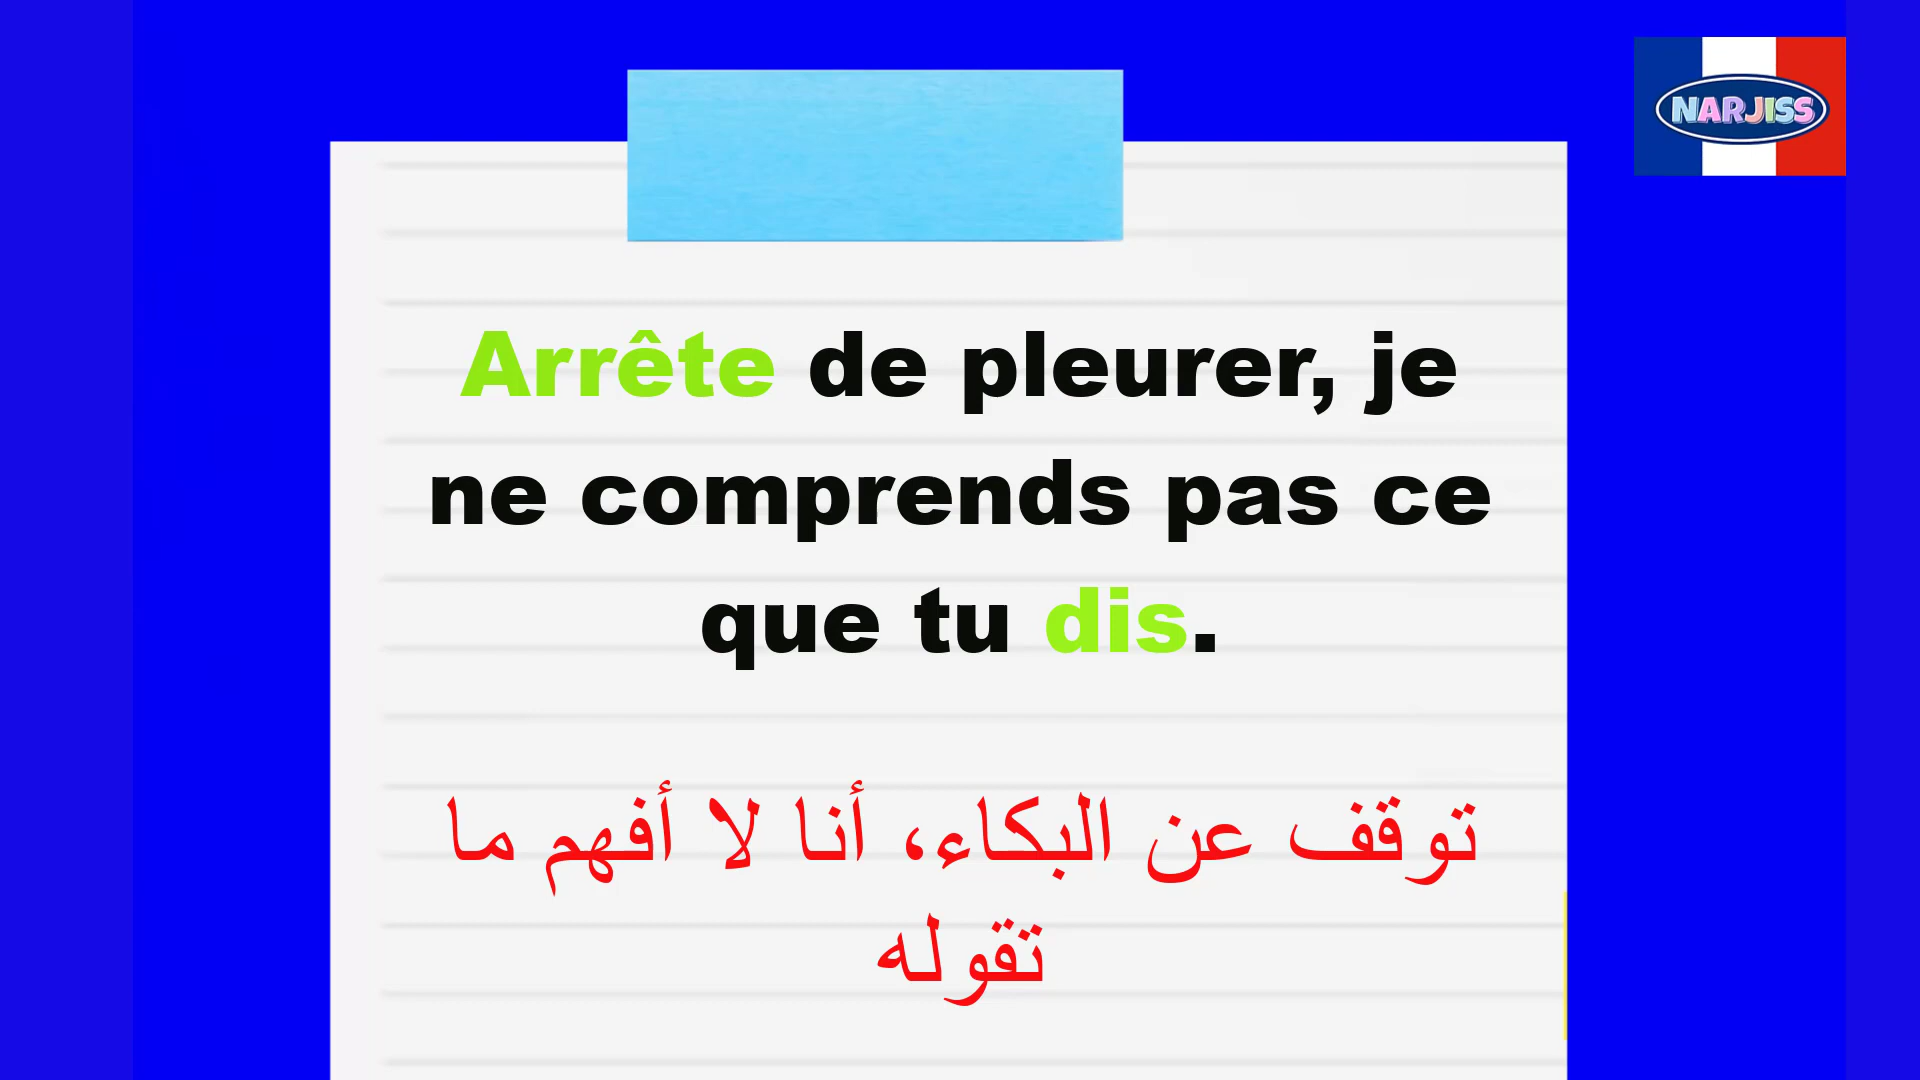 NARJISS
Arrête de pleurer, je
ne comprends pas ce
que tu dis.
توقف عن البكاء، أنا لا أفهم ما
تقوله